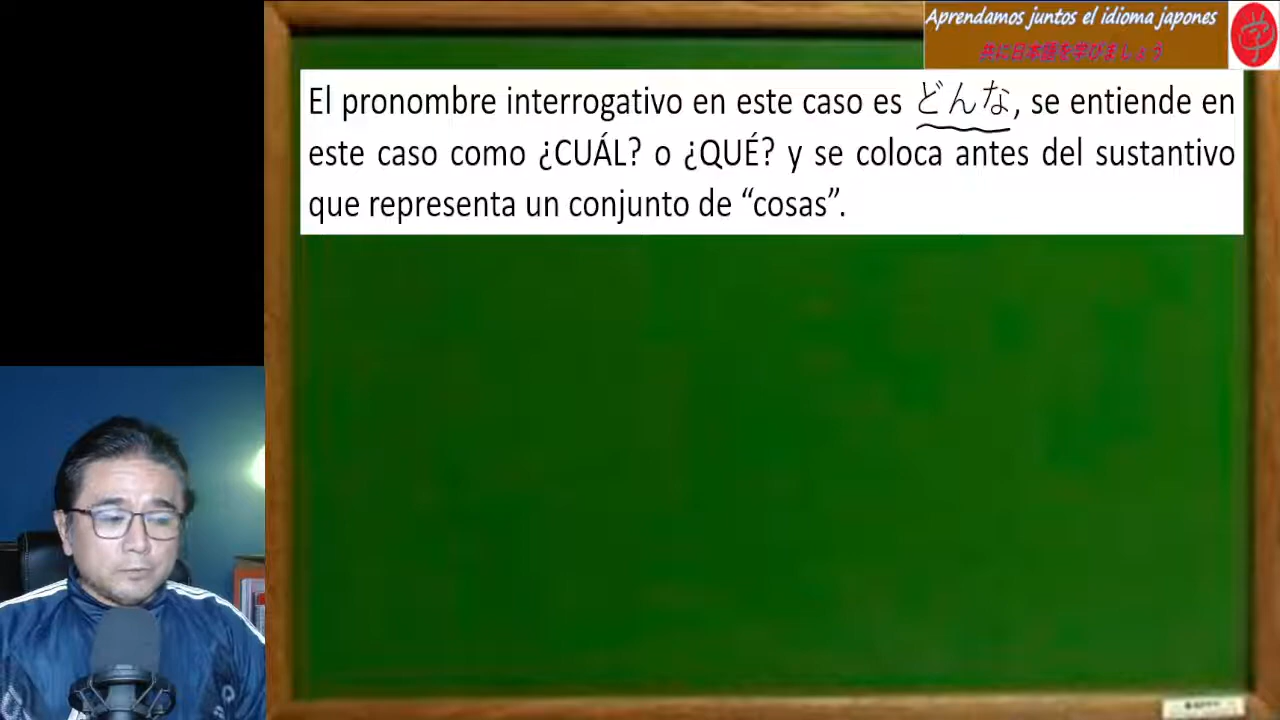 Aprendamos juntos el idioma japones
共に日本語を学びましょう
El pronombre interrogativo en este caso es どんな, se entiende en
este caso como ¿CUÁL? o ¿QUÉ? y se coloca antes del sustantivo
que representa un conjunto de “cosas”.